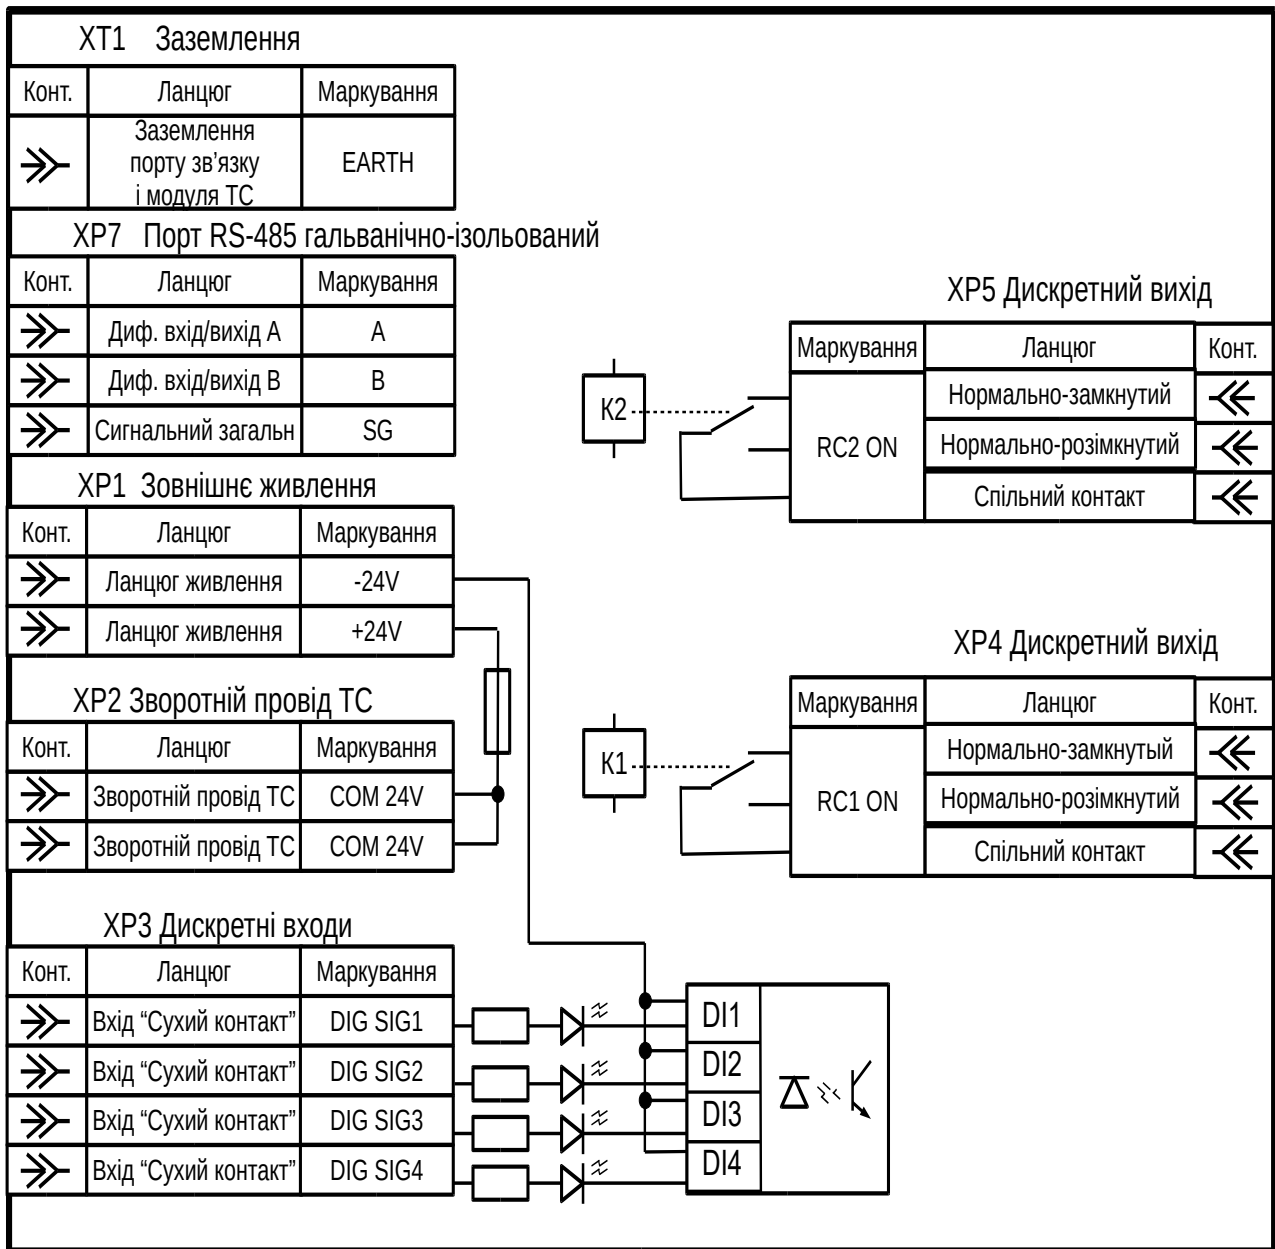 XT1 Заземлення
Конт. Ланцюг Маркування
Заземлення
порту зв’язку
і модуля ТС
EARTH
XP7 Порт RS-485 гальванічно-ізольований
Конт. Ланцюг Маркування
Диф. вхід/вихід А A
Диф. вхід/вихід В B
Сигнальний загальн SG
XP1 Зовнішнє живлення
Конт. Ланцюг Маркування
Ланцюг живлення -24V
Ланцюг живлення +24V
XP2 Зворотній провід ТС
Конт. Ланцюг Маркування
Зворотній провід ТС COM 24V
Зворотній провід ТС COM 24V
XP3 Дискретні входи
Конт. Ланцюг Маркування
Вхід “Сухий контакт” DIG SIG1
Вхід “Сухий контакт” DIG SIG2
Вхід “Сухий контакт” DIG SIG3
Вхід “Сухий контакт” DIG SIG4
XP5 Дискретний вихід
Маркування Ланцюг Конт.
K2
RC2 ON
Нормально-замкнутий
Нормально-розімкнутий
Спільний контакт
XP4 Дискретний вихід
Маркування Ланцюг Конт.
K1
RC1 ON
Нормально-замкнутый
Нормально-розімкнутий
Спільний контакт
DI1
DI2
DI3
DI4